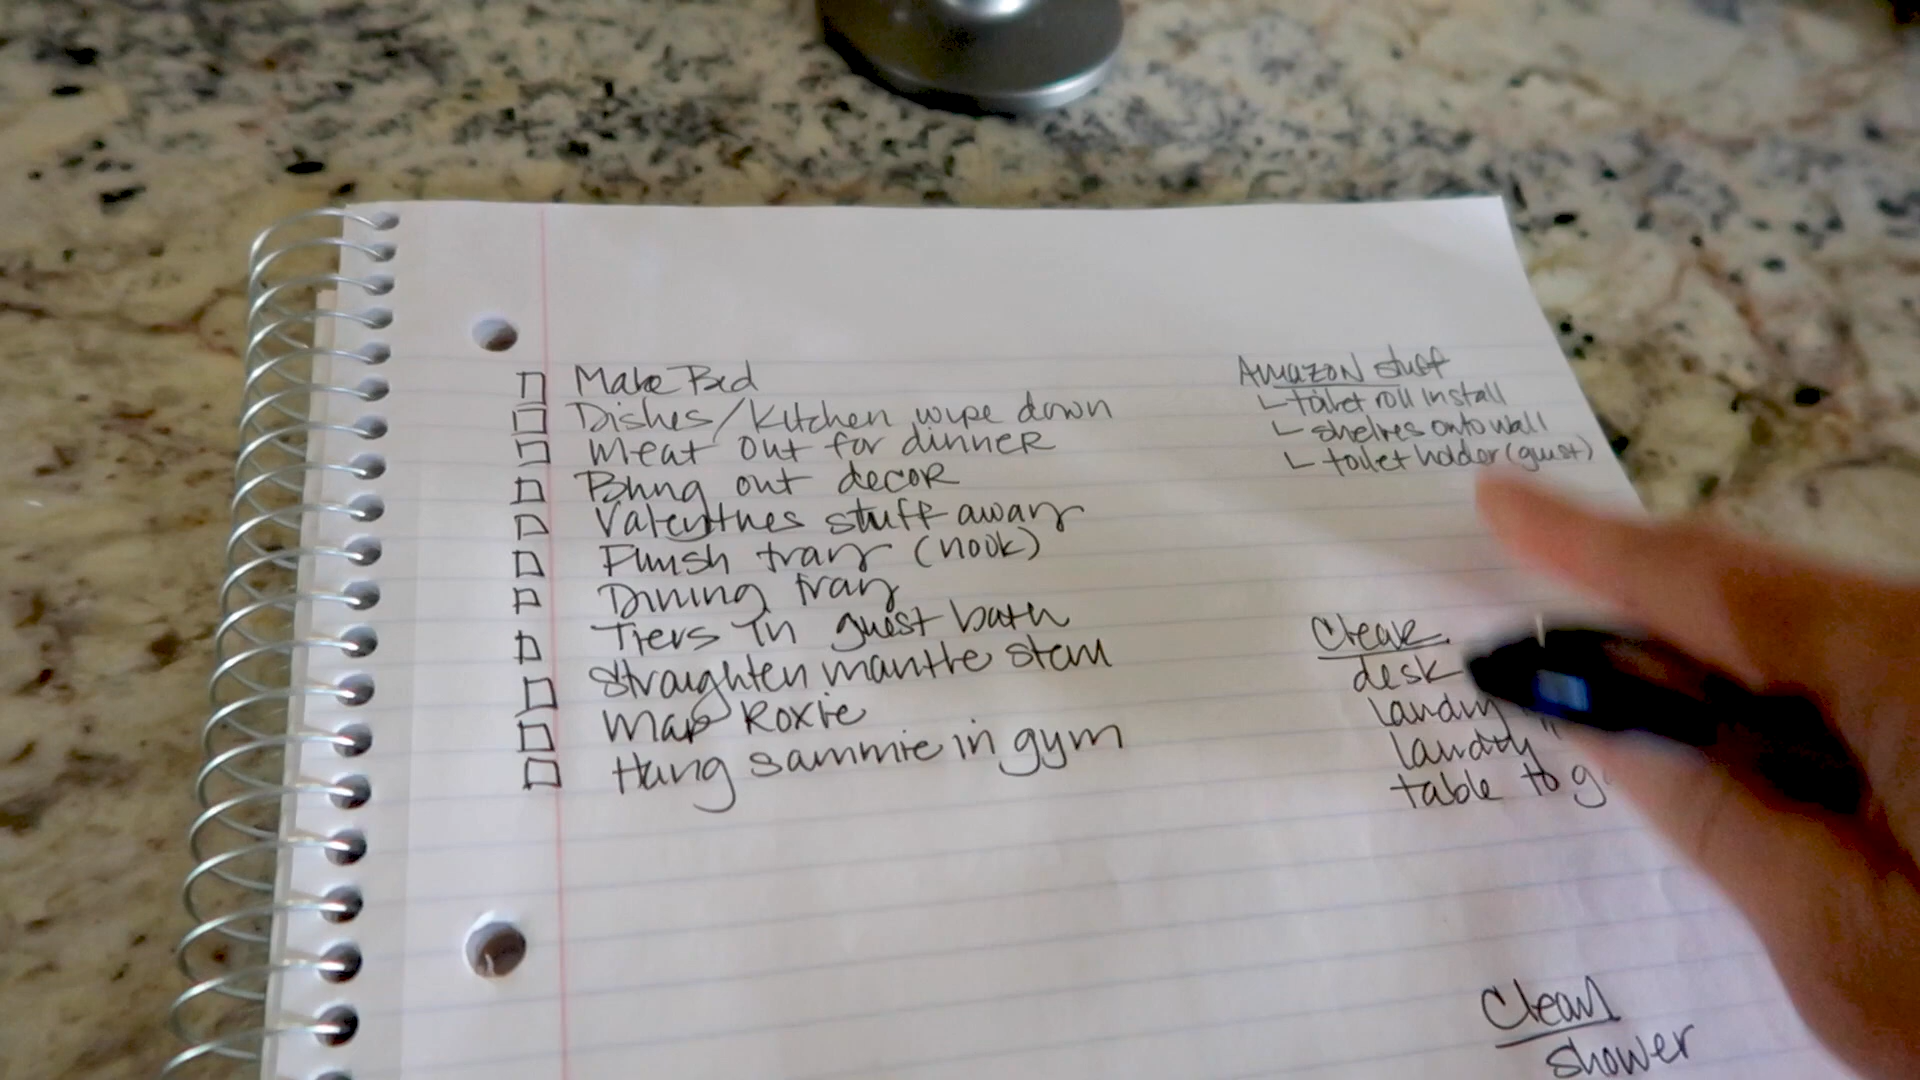 Make Bed
Dishes/Kitchen wipe down
Meat out for dinner
Bring out decor
Valentines stuff away
Finish tray (nook)
Dining tray
Tiers in guest bath
Straighten mantle stem
Map Roxie
Hang sammie in gym
Amazon stuff
toilet roll install
shelves onto wall
toilet holder (guest)
Clear
desk
table to
Clean
shower